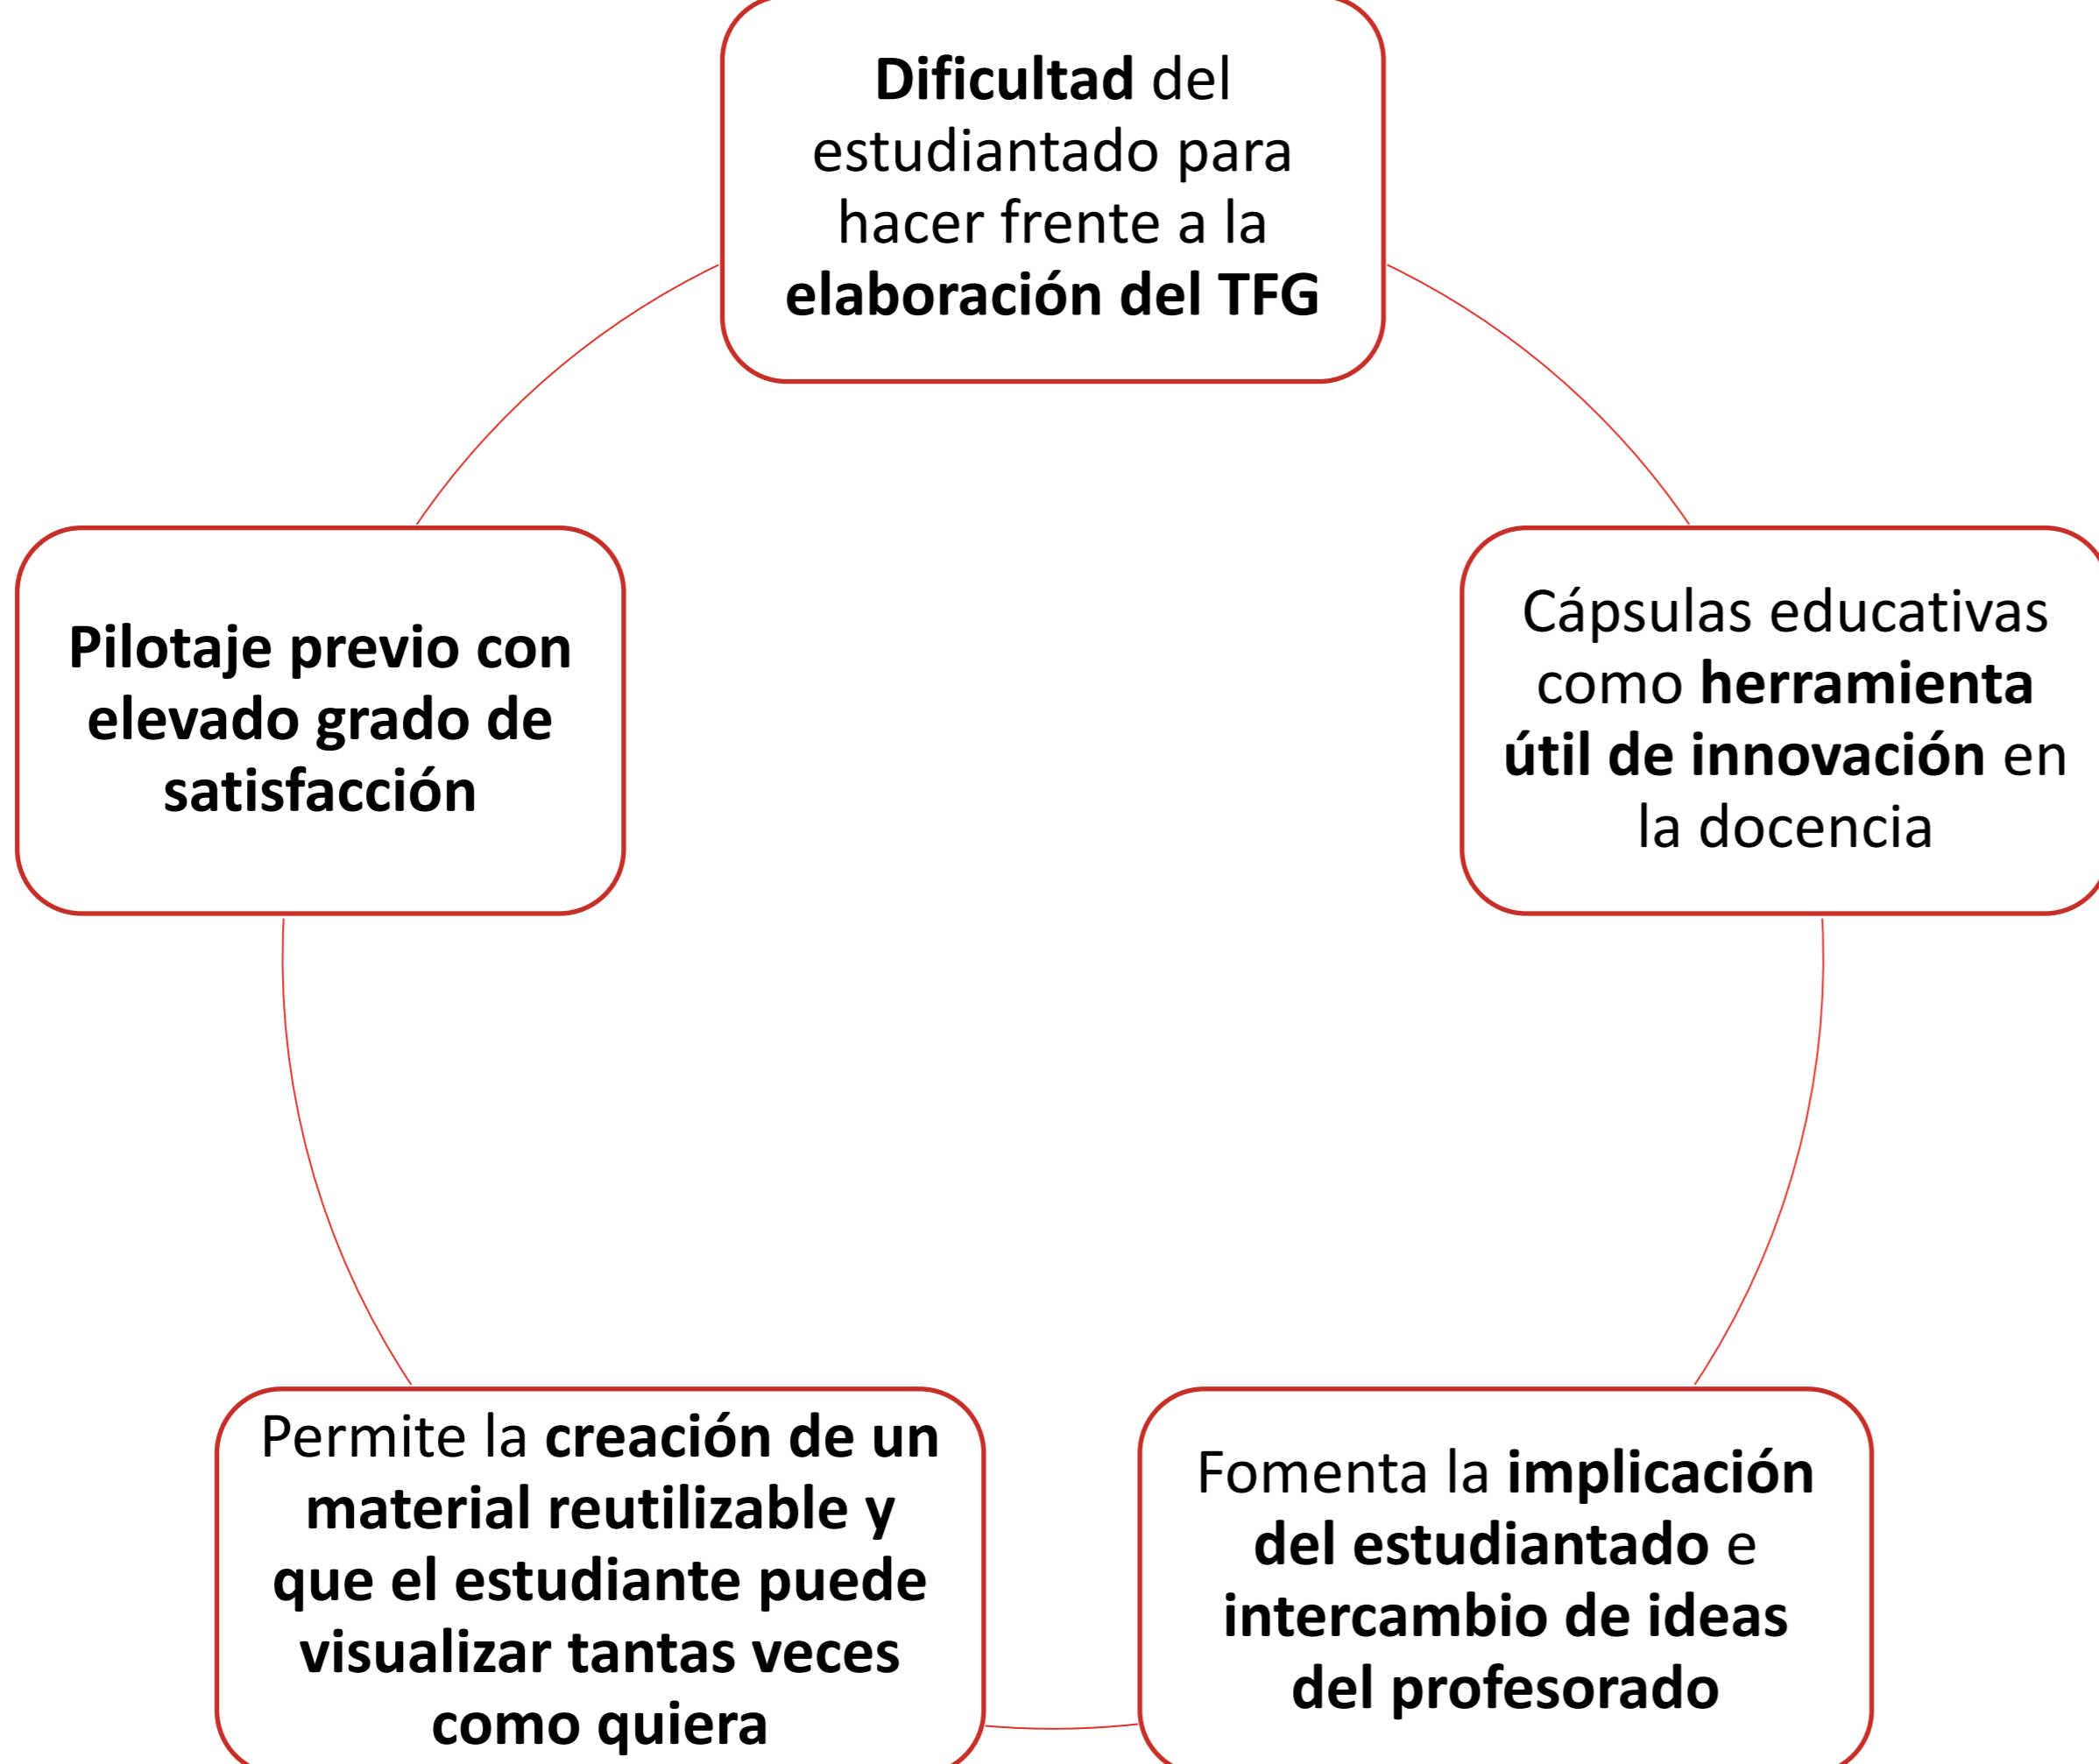 Dificultad del
estudiantado para
hacer frente a la
elaboración del TFG
Cápsulas educativas
como herramienta
útil de innovación en
la docencia
Fomenta la implicación
del estudiantado e
intercambio de ideas
del profesorado
Permite la creación de un
material reutilizable y
que el estudiante puede
visualizar tantas veces
como quiera
Pilotaje previo con
elevado grado de
satisfacción